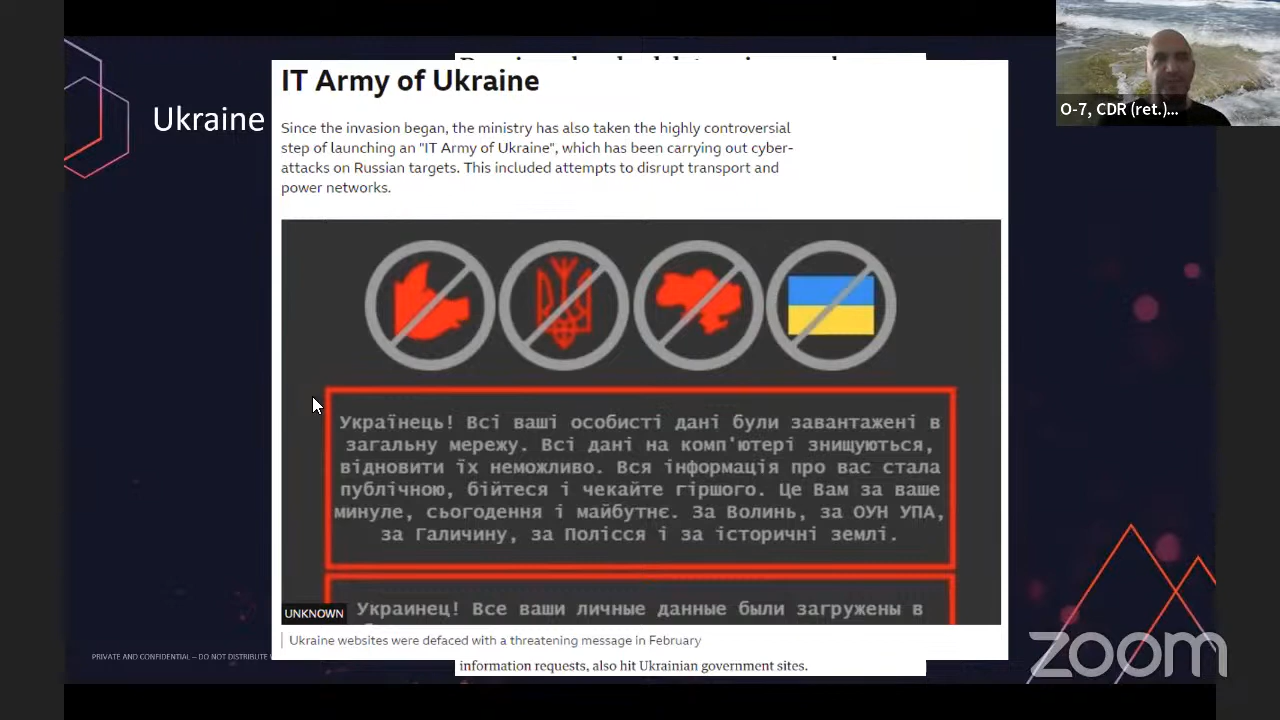 IT Army of Ukraine
Ukraine
Since the invasion began, the ministry has also taken the highly controversial
step of launching an "IT Army of Ukraine", which has been carrying out cyber-
attacks on Russian targets. This included attempts to disrupt transport and
power networks.
O-7, CDR (ret.)...
Українець! Всі ваші особисті дані були завантажені в
загальну мережу. Всі дані на комп'ютері знищуються,
відновити їх неможливо. Вся інформація про вас стала
публічною, бійтеся і чекайте гіршого. Це Вам за ваше
минуле, сьогодення і майбутнє. За Волинь, за ОУН УПА,
за Галичину, за Полісся і за історичні землі.
Украинец! Все ваши личные данные были загружены в
UNKNOWN
Ukraine websites were defaced with a threatening message in February
PRIVATE AND CONFIDENTIAL – DO NOT DISTRIBUTE
information requests, also hit Ukrainian government sites.
zoom